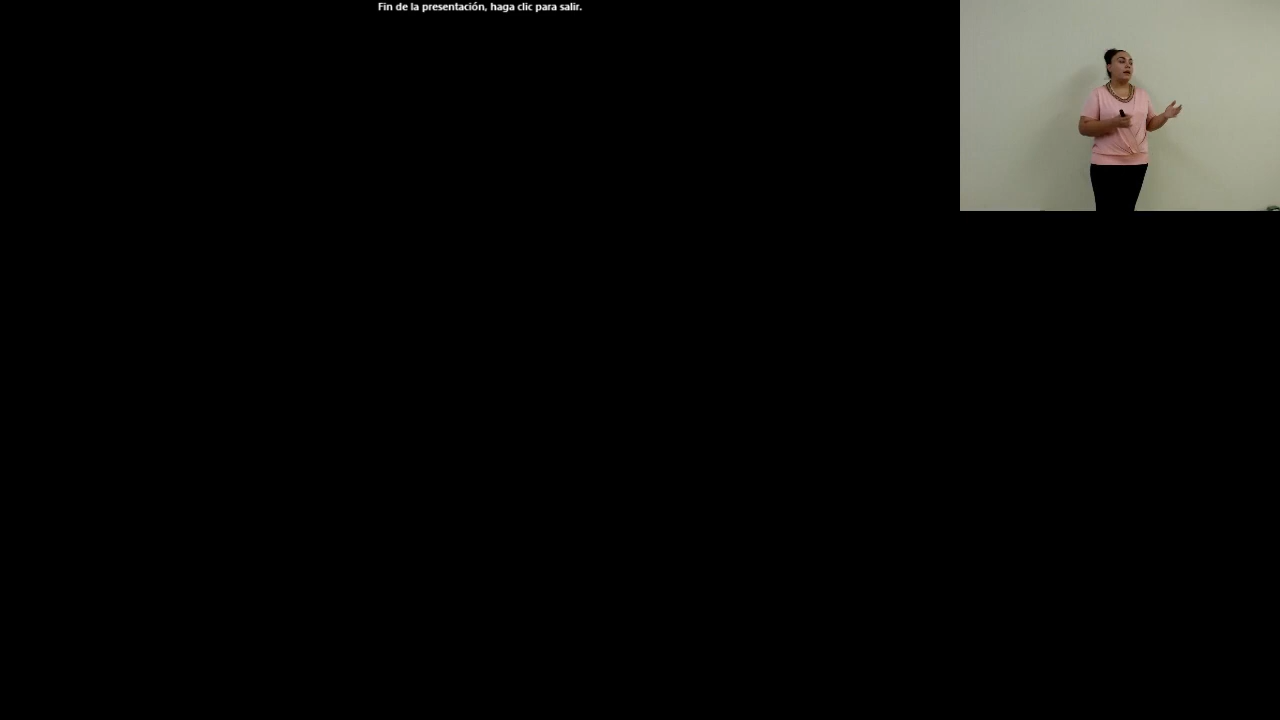 Fin de la presentación, haga clic para salir.